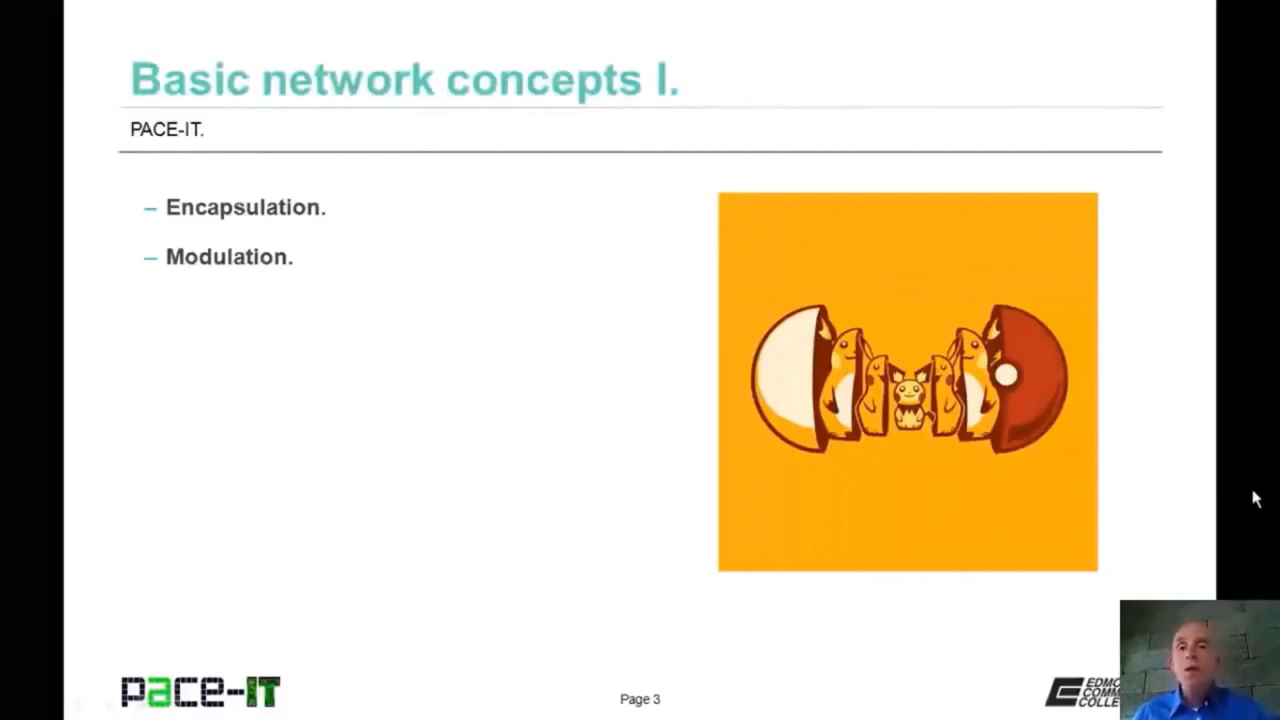 Basic network concepts I.
PACE-IT.
– Encapsulation.
– Modulation.
pace-IT
Page 3